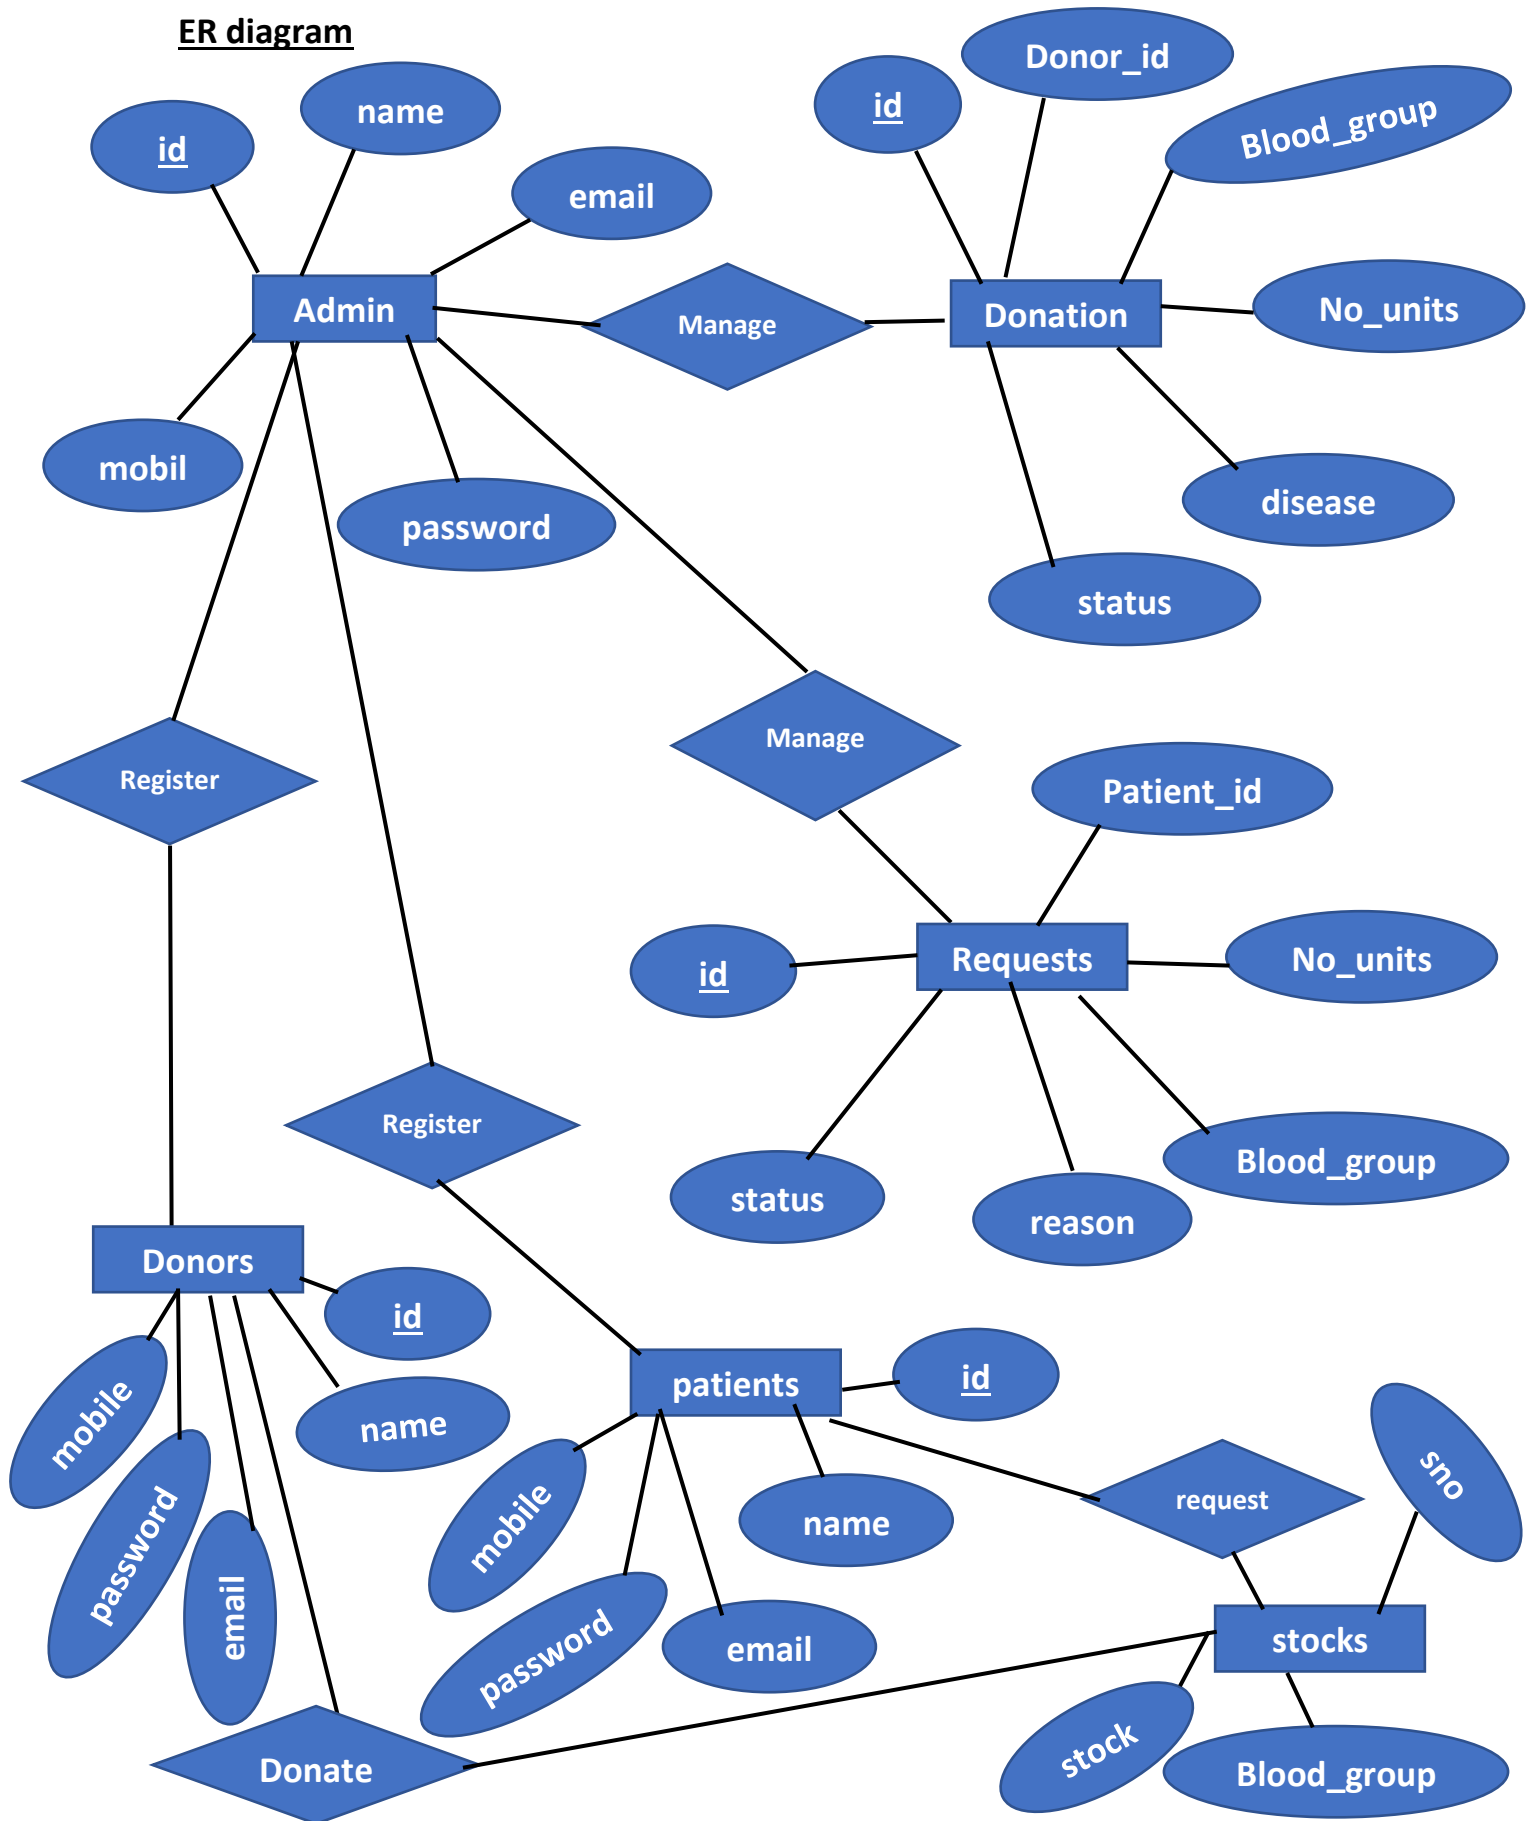 ER diagram
Donor_id
id
name
id
Blood_group
email
No_units
Admin
Manage
Donation
mobil
password
disease
status
Manage
Register
Patient_id
id
Requests
No_units
Register
status
reason
Blood_group
Donors
id
name
mobile
password
email
patients
id
sno
mobile
name
request
password
email
stocks
stock
Donate
Blood_group